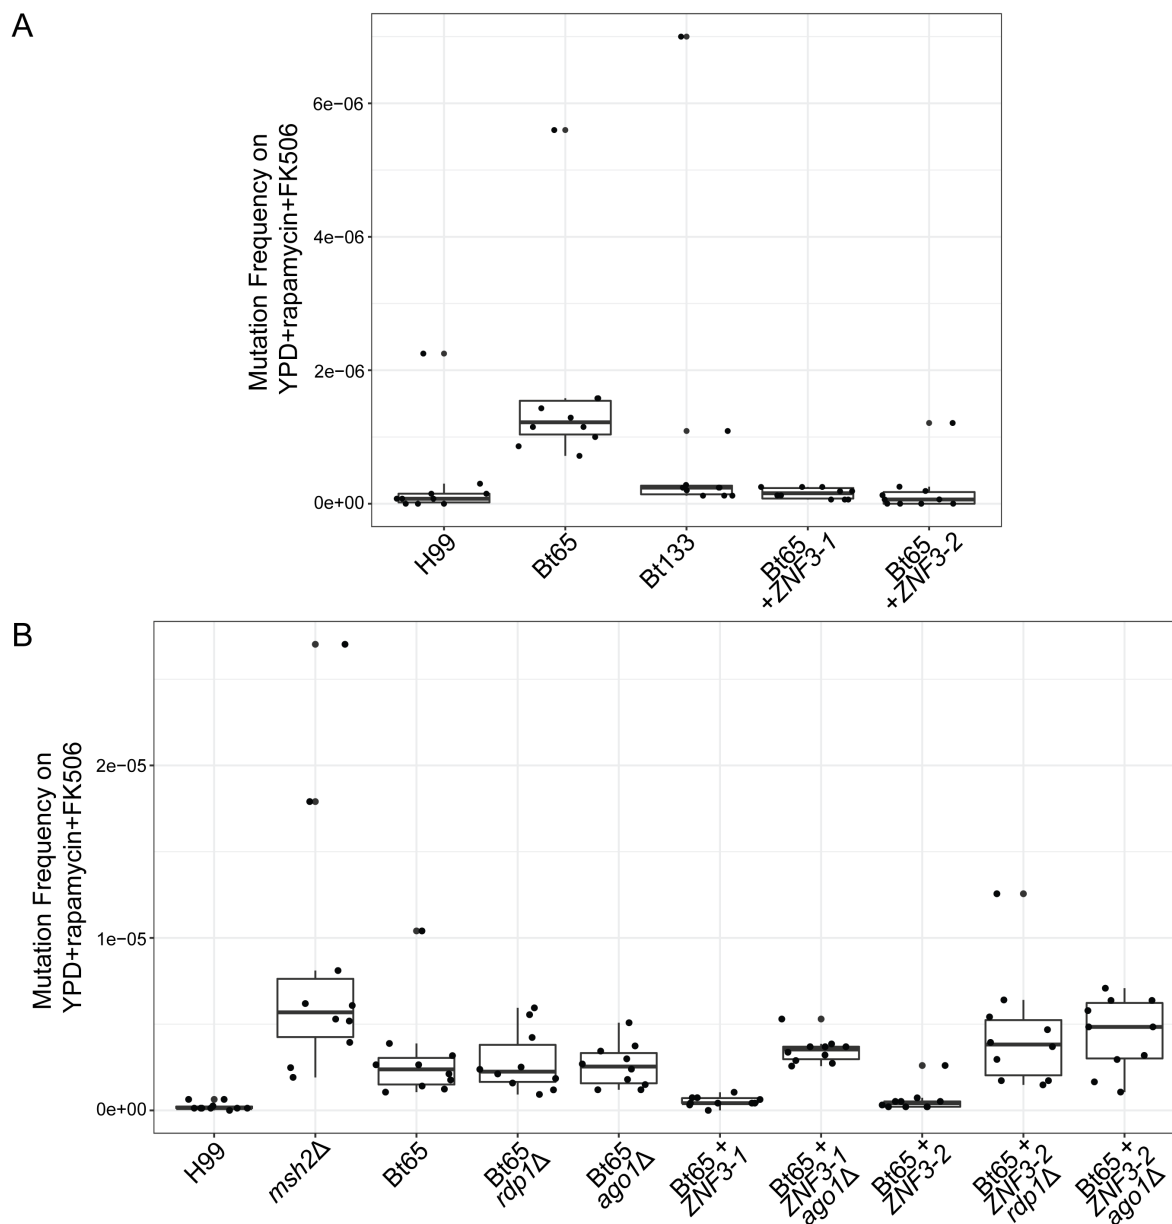 A
Mutation Frequency on
YPD+rapamycin+FK506
6e−06
4e−06
2e−06
0e+00
H99
Bt65
Bt133
Bt65
+ZNF3-1
Bt65
+ZNF3-2
B
Mutation Frequency on
YPD+rapamycin+FK506
2e−05
1e−05
0e+00
H99
msh2Δ
Bt65
Bt65
rdp1Δ
Bt65
ago1Δ
Bt65+
ZNF3-1
Bt65+
ZNF3-1
ago1Δ
Bt65+
ZNF3-2
Bt65+
ZNF3-2
rdp1Δ
Bt65+
ZNF3-2
ago1Δ